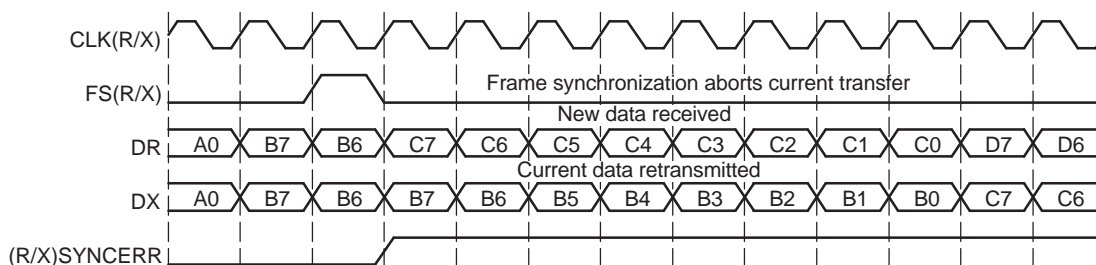 CLK(R/X)
FS(R/X)
Frame synchronization aborts current transfer
New data received
DR
A0 B7 B6 C7 C6 C5 C4 C3 C2 C1 C0 D7 D6
Current data retransmitted
DX
A0 B7 B6 B7 B6 B5 B4 B3 B2 B1 B0 C7 C6
(R/X)SYNCERR